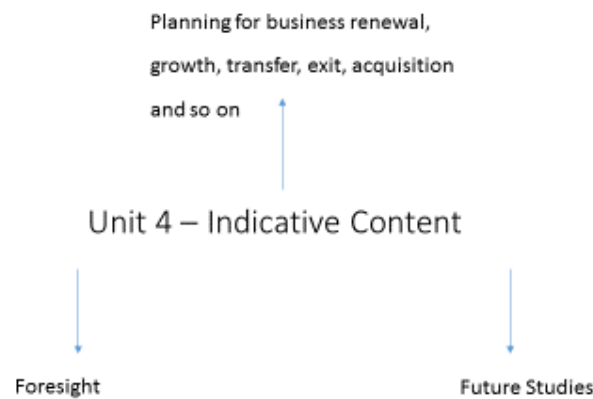 Planning for business renewal,
growth, transfer, exit, acquisition
and so on
Unit 4 – Indicative Content
Foresight
Future Studies